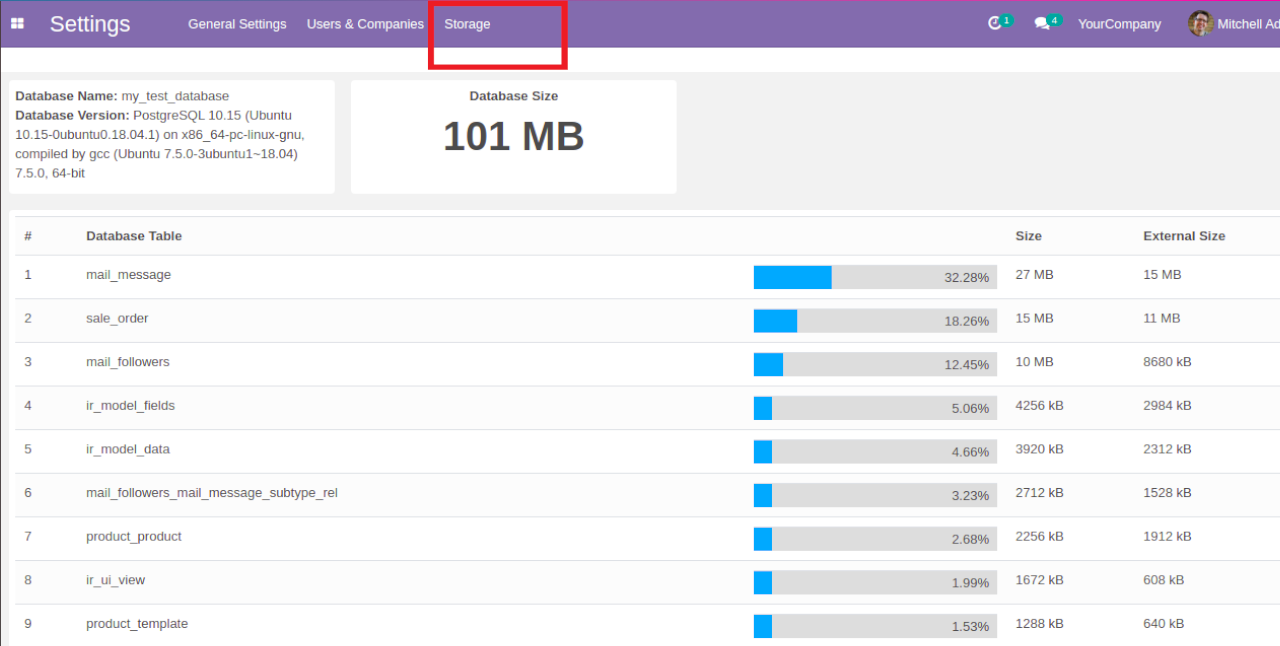 Settings General Settings Users & Companies Storage 1 4 YourCompany Mitchell Ad
Database Name: my_test_database
Database Version: PostgreSQL 10.15 (Ubuntu
10.15-0ubuntu0.18.04.1) on x86_64-pc-linux-gnu,
compiled by gcc (Ubuntu 7.5.0-3ubuntu1~18.04)
7.5.0, 64-bit
Database Size
101 MB
# Database Table Size External Size
1 mail_message 32.28% 27 MB 15 MB
2 sale_order 18.26% 15 MB 11 MB
3 mail_followers 12.45% 10 MB 8680 kB
4 ir_model_fields 5.06% 4256 kB 2984 kB
5 ir_model_data 4.66% 3920 kB 2312 kB
6 mail_followers_mail_message_subtype_rel 3.23% 2712 kB 1528 kB
7 product_product 2.68% 2256 kB 1912 kB
8 ir_ui_view 1.99% 1672 kB 608 kB
9 product_template 1.53% 1288 kB 640 kB